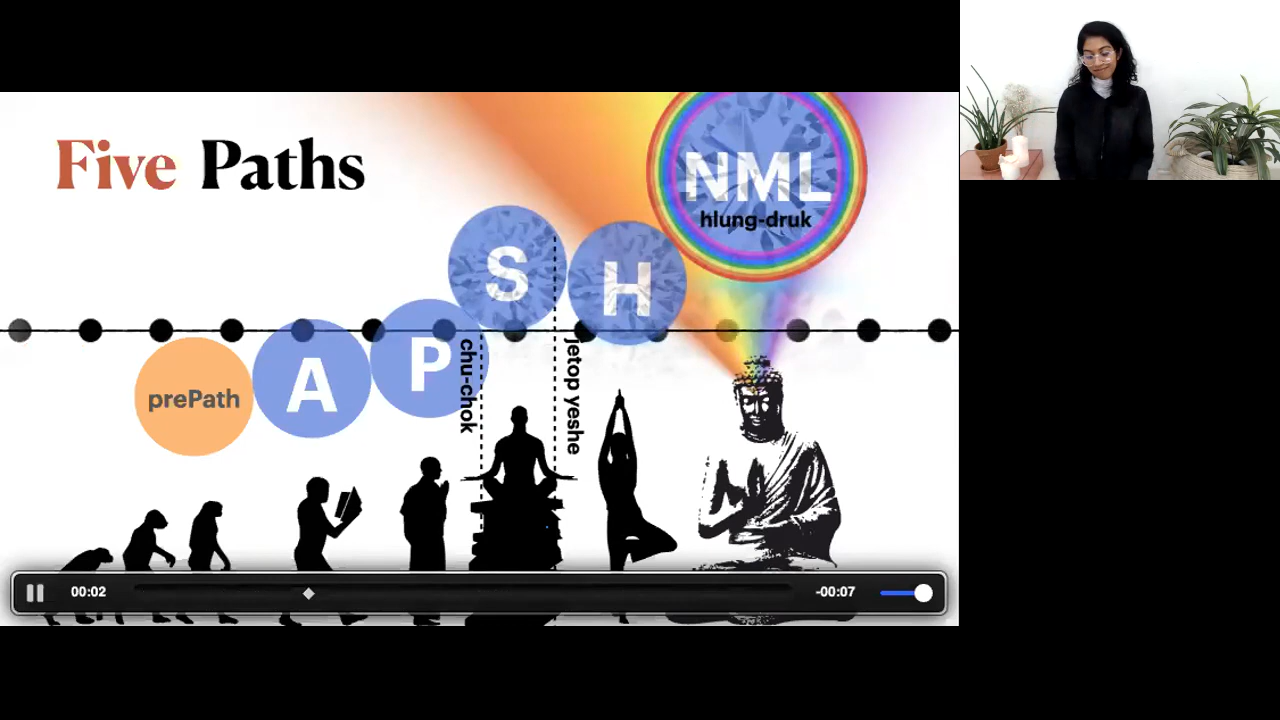 Five Paths
NML
hlung-druk
S
H
A
P
prePath
chu-chok
jetop yeshe
00:02
-00:07